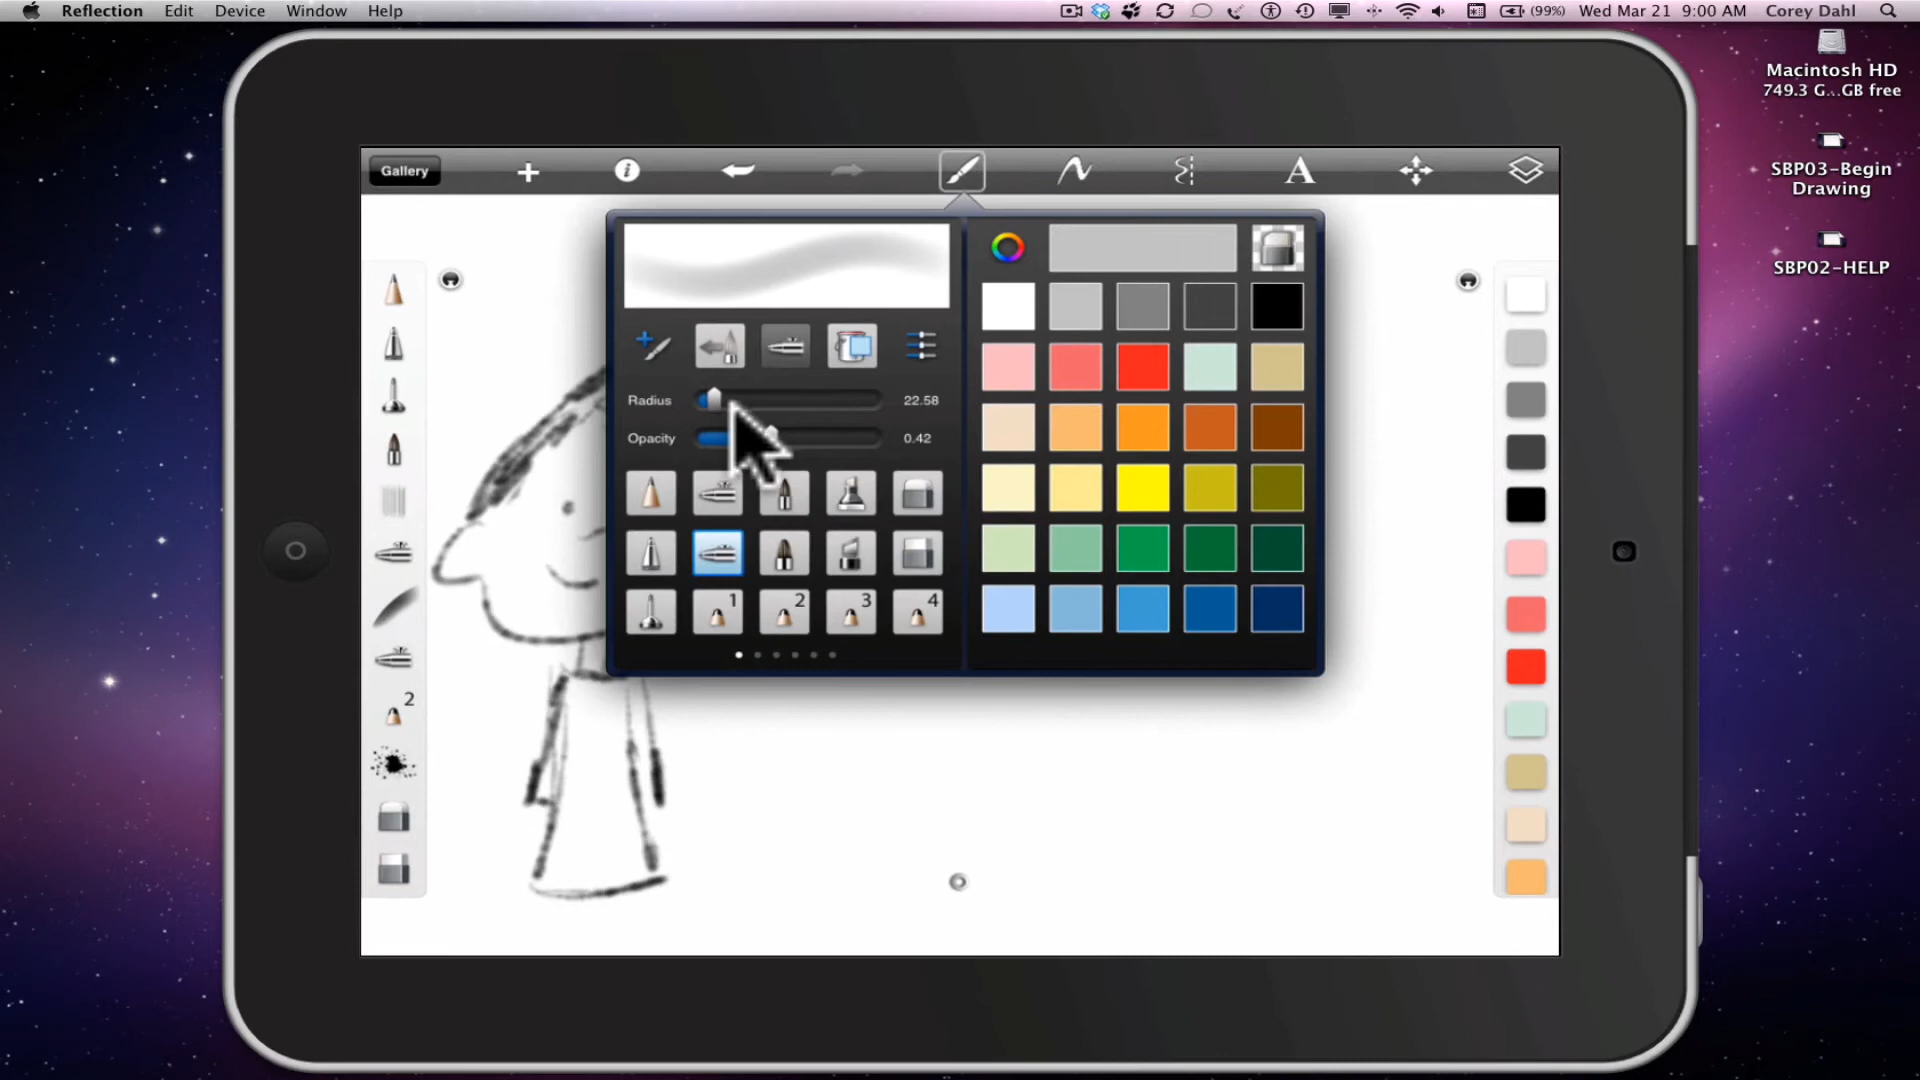 Reflection Edit Device Window Help (99%) Wed Mar 21 9:00 AM Corey Dahl
Macintosh HD
749.3 G...GB free
SBP03-Begin
Drawing
SBP02-HELP
Gallery
A
Radius 22.58
Opacity 0.42
1 2 3 4
2